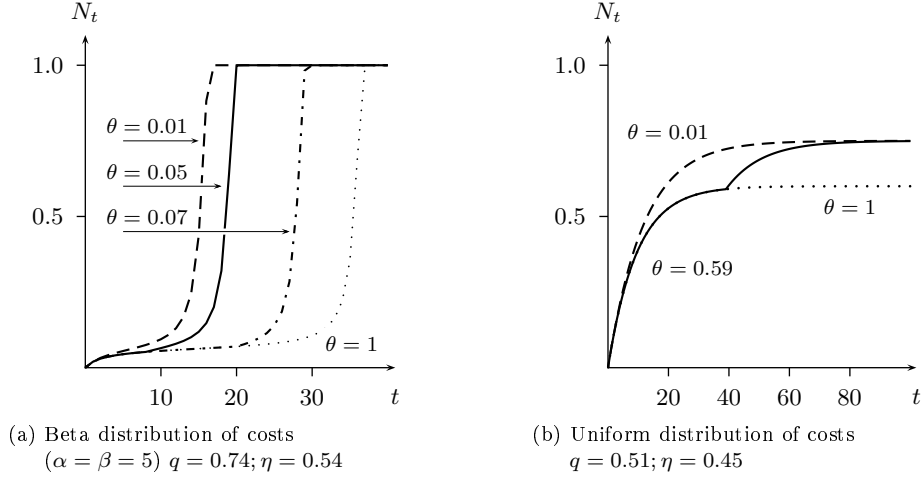 N_t
1.0
θ = 0.01
θ = 0.05
0.5
θ = 0.07
θ = 1
10 20 30 t
(a) Beta distribution of costs
(α = β = 5) q = 0.74; η = 0.54
N_t
1.0
θ = 0.01
0.5
θ = 1
θ = 0.59
20 40 60 80 t
(b) Uniform distribution of costs
q = 0.51; η = 0.45